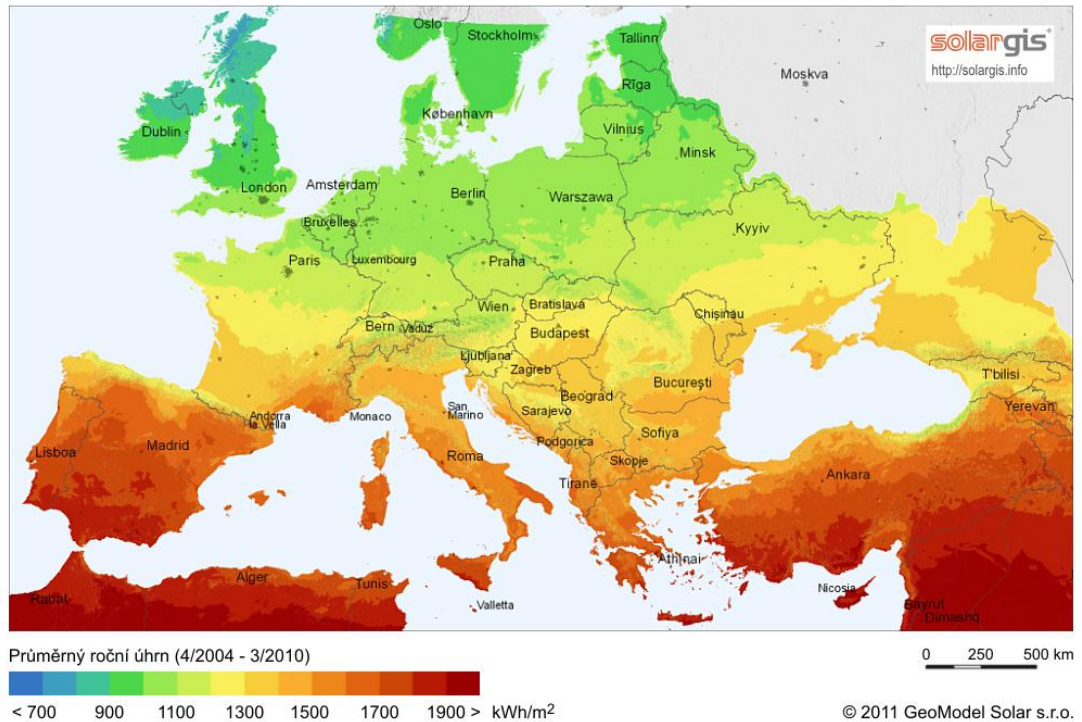 Oslo
Stockholm
Tallinn
solargis
http://solargis.info
Moskva
Rīga
København
Dublin
Vilnius
Minsk
London
Amsterdam
Berlin
Warszawa
Bruxelles
Kyyiv
Paris
Luxembourg
Praha
Wien
Bratislava
Chișinau
Bern
Vaduz
Budapest
Ljubljana
Zagreb
T'bilisi
Beograd
București
Andorra
la Vella
Monaco
San
Marino
Sarajevo
Yerevan
Madrid
Podgorica
Sofiya
Lisboa
Roma
Skopje
Ankara
Tiranë
Athínai
Alger
Tunis
Nicosia
Rabat
Valletta
Bayrut
Dimashq
Průměrný roční úhrn (4/2004 - 3/2010)
0 250 500 km
< 700 900 1100 1300 1500 1700 1900 > kWh/m²
© 2011 GeoModel Solar s.r.o.